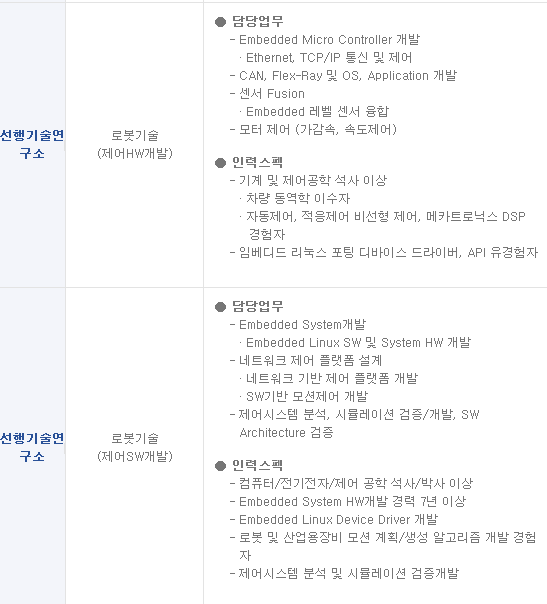 선행기술연
구소
로봇기술
(제어HW개발)
● 담당업무
- Embedded Micro Controller 개발
· Ethernet, TCP/IP 통신 및 제어
- CAN, Flex-Ray 및 OS, Application 개발
- 센서 Fusion
· Embedded 레벨 센서 융합
- 모터 제어 (가감속, 속도제어)
● 인력스펙
- 기계 및 제어공학 석사 이상
· 차량 동역학 이수자
· 자동제어, 적응제어 비선형 제어, 메카트로닉스 DSP
경험자
- 임베디드 리눅스 포팅 디바이스 드라이버, API 유경험자
선행기술연
구소
로봇기술
(제어SW개발)
● 담당업무
- Embedded System개발
· Embedded Linux SW 및 System HW 개발
- 네트워크 제어 플랫폼 설계
· 네트워크 기반 제어 플랫폼 개발
· SW기반 모션제어 개발
- 제어시스템 분석, 시뮬레이션 검증/개발, SW
Architecture 검증
● 인력스펙
- 컴퓨터/전기전자/제어 공학 석사/박사 이상
- Embedded System HW개발 경력 7년 이상
- Embedded Linux Device Driver 개발
- 로봇 및 산업용장비 모션 계획/생성 알고리즘 개발 경험
자
- 제어시스템 분석 및 시뮬레이션 검증개발